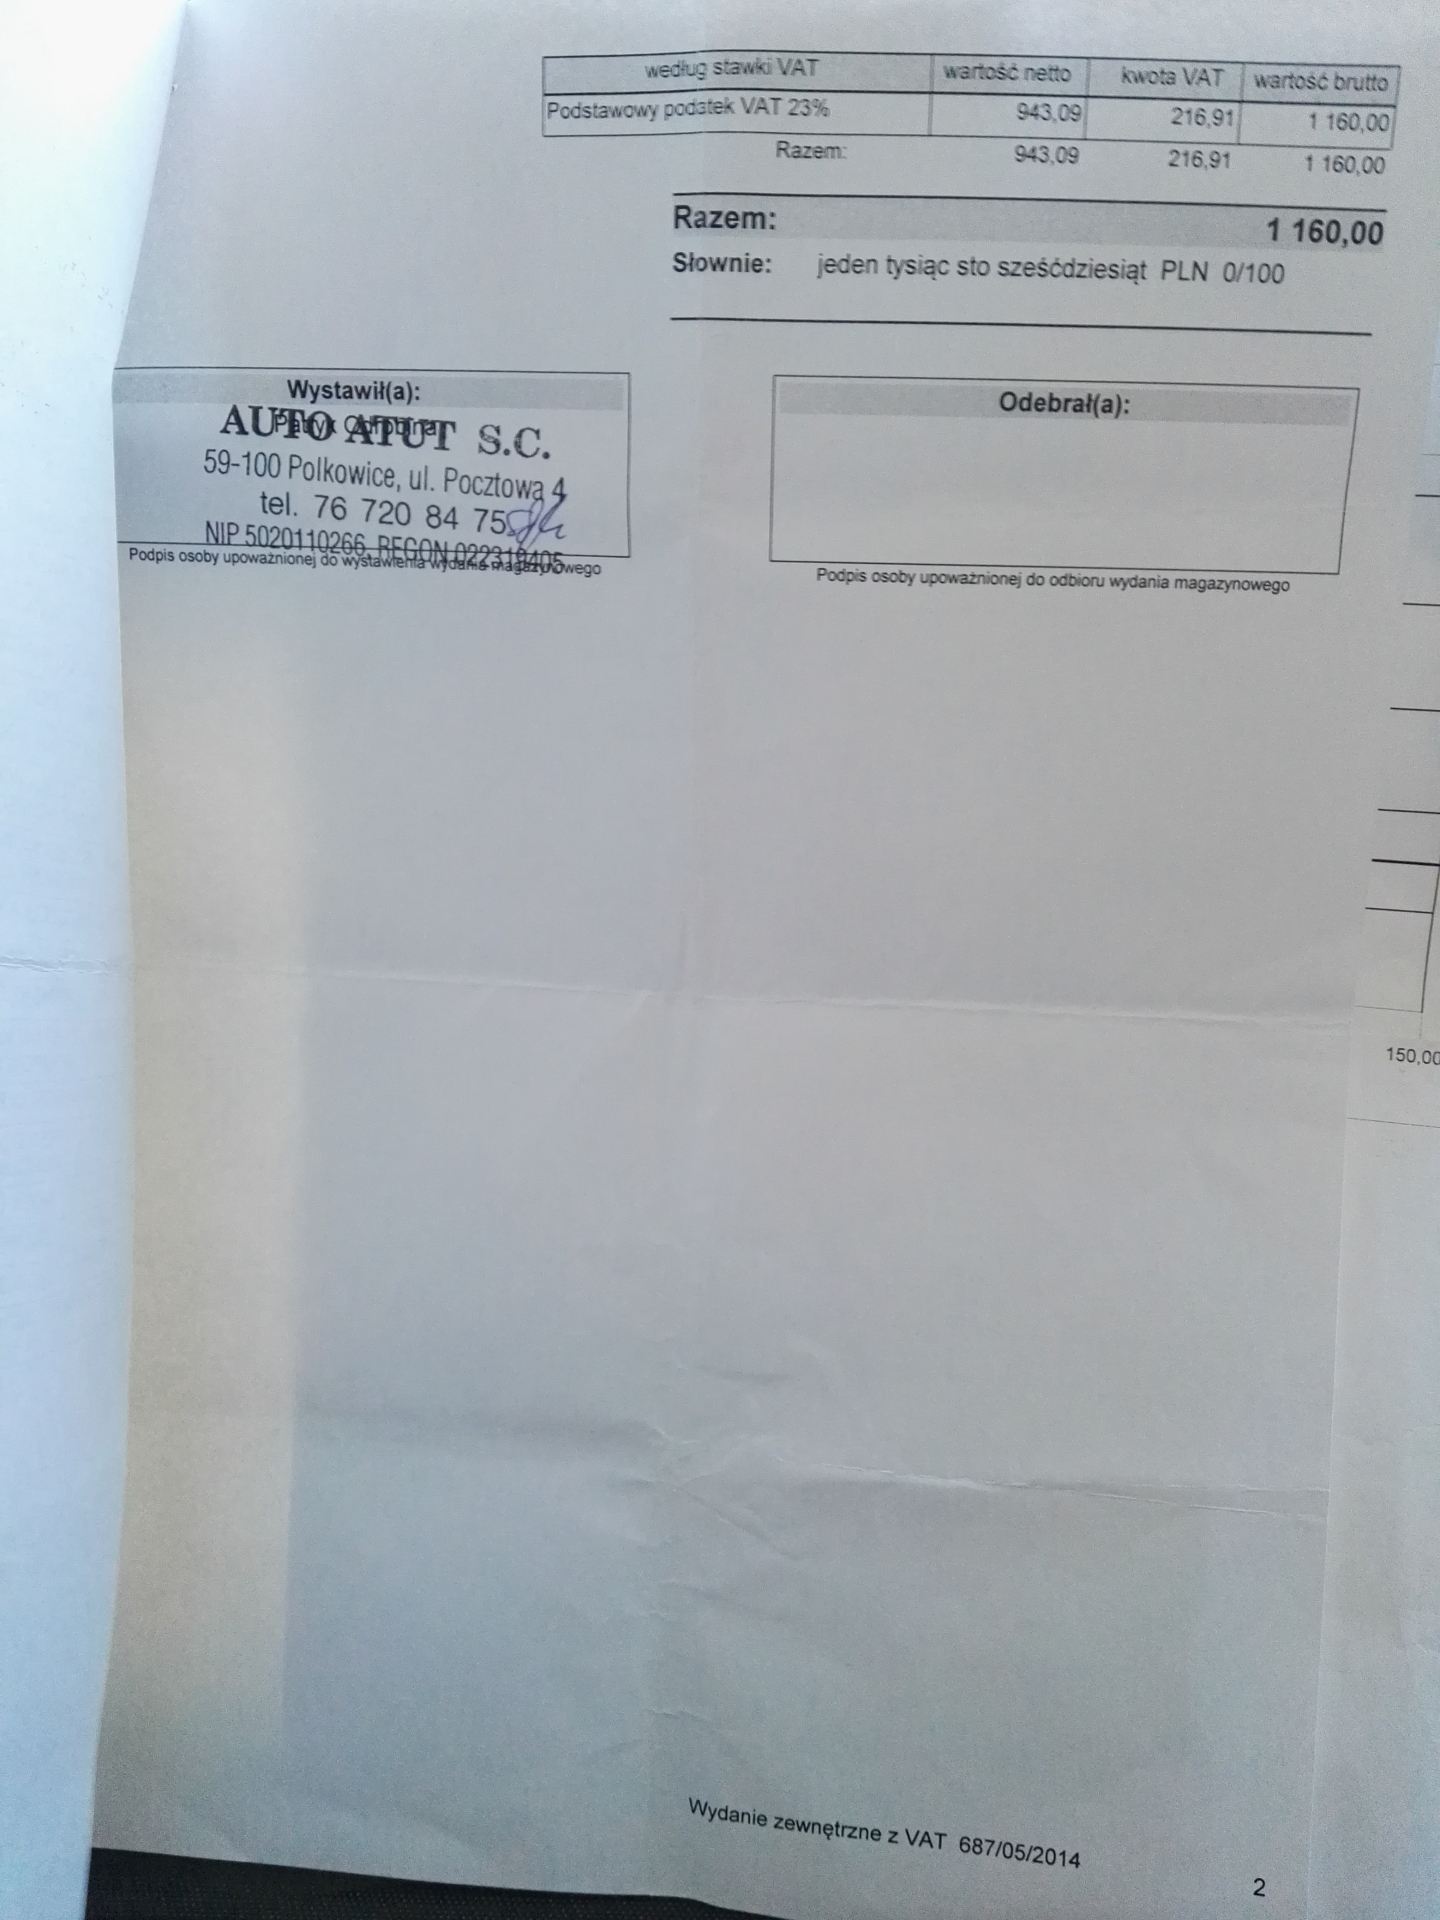 według stawki VAT wartość netto kwota VAT wartość brutto
Podstawowy podatek VAT 23% 943,09 216,91 1 160,00
Razem: 943,09 216,91 1 160,00
Razem: 1 160,00
Słownie: jeden tysiąc sto sześćdziesiąt PLN 0/100
Wystawił(a):
AUTO ATUT S.C.
59-100 Polkowice, ul. Pocztowa 4
tel. 76 720 84 75
NIP 5020110266, REGON 022319405
Podpis osoby upoważnionej do wystawienia wydania magazynowego
Odebrał(a):
Podpis osoby upoważnionej do odbioru wydania magazynowego
150,00
Wydanie zewnętrzne z VAT 687/05/2014
2